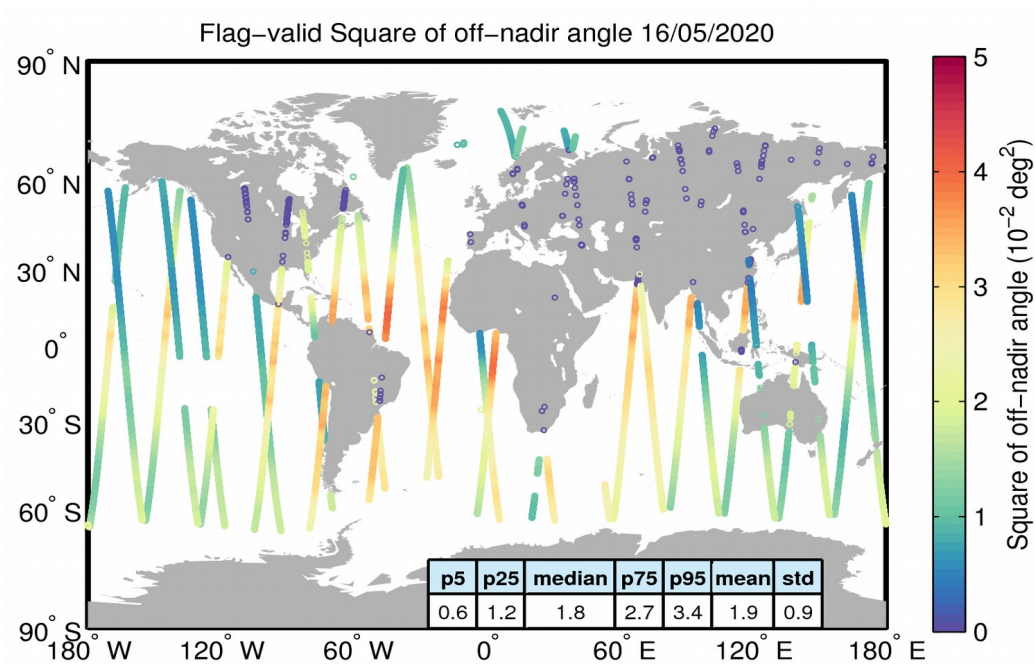 Flag−valid Square of off−nadir angle 16/05/2020
90° N
60° N
30° N
0°
30° S
60° S
90° S
180° W
120° W
60° W
0°
60° E
120° E
180° E
p5 p25 median p75 p95 mean std
0.6 1.2 1.8 2.7 3.4 1.9 0.9
5
4
3
2
1
0
Square of off−nadir angle (10⁻² deg²)